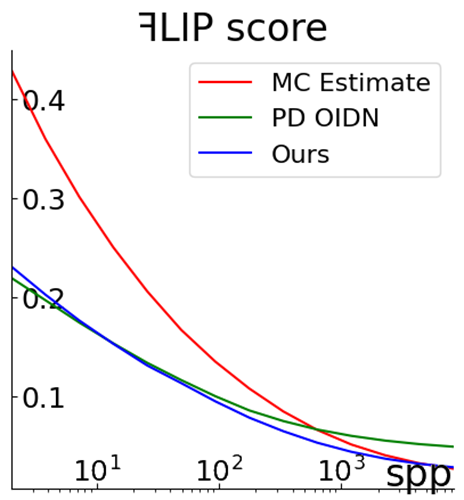 ꟻLIP score
MC Estimate
PD OIDN
Ours
0.4
0.3
0.2
0.1
10¹
10²
10³
spp